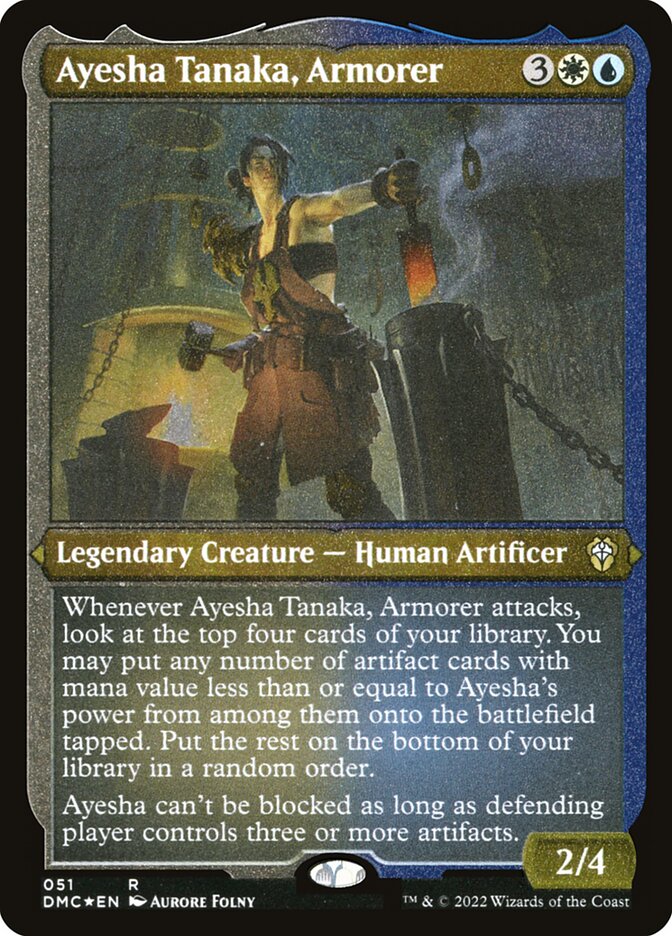 Ayesha Tanaka, Armorer 3
Legendary Creature — Human Artificer
Whenever Ayesha Tanaka, Armorer attacks,
look at the top four cards of your library. You
may put any number of artifact cards with
mana value less than or equal to Ayesha's
power from among them onto the battlefield
tapped. Put the rest on the bottom of your
library in a random order.
Ayesha can't be blocked as long as defending
player controls three or more artifacts.
2/4
051 R
DMC★EN Aurore Folny ™ & © 2022 Wizards of the Coast